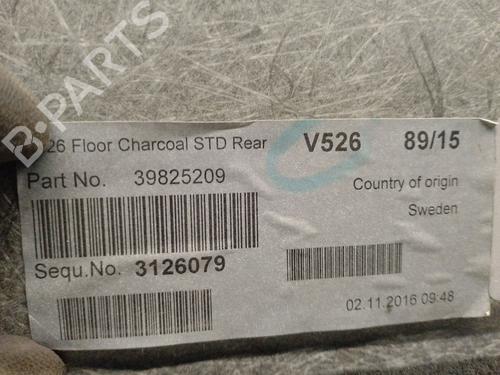 B-PARTS
26 Floor Charcoal STD Rear V526 89/15
Part No. 39825209
Country of origin
Sweden
Sequ.No. 3126079
02.11.2016 09:48